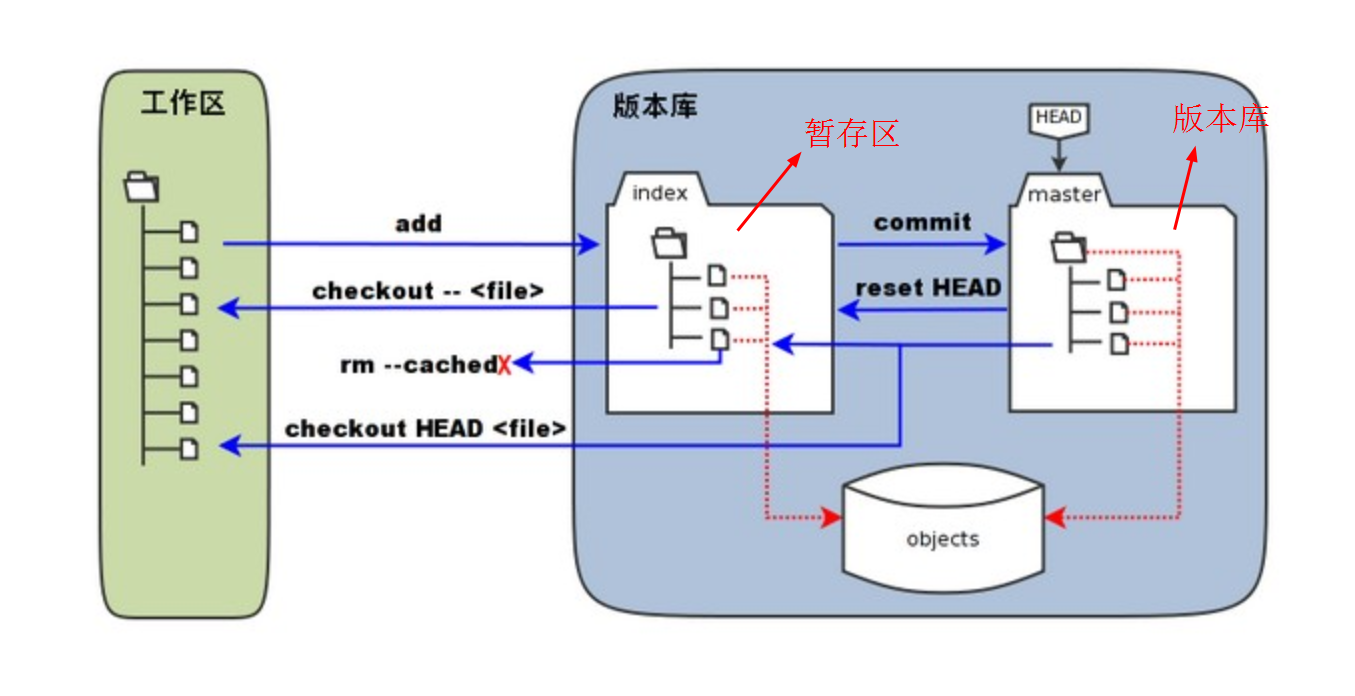 工作区
版本库
暂存区
HEAD
版本库
index
master
add
commit
checkout -- <file>
reset HEAD
rm --cachedX
checkout HEAD <file>
objects